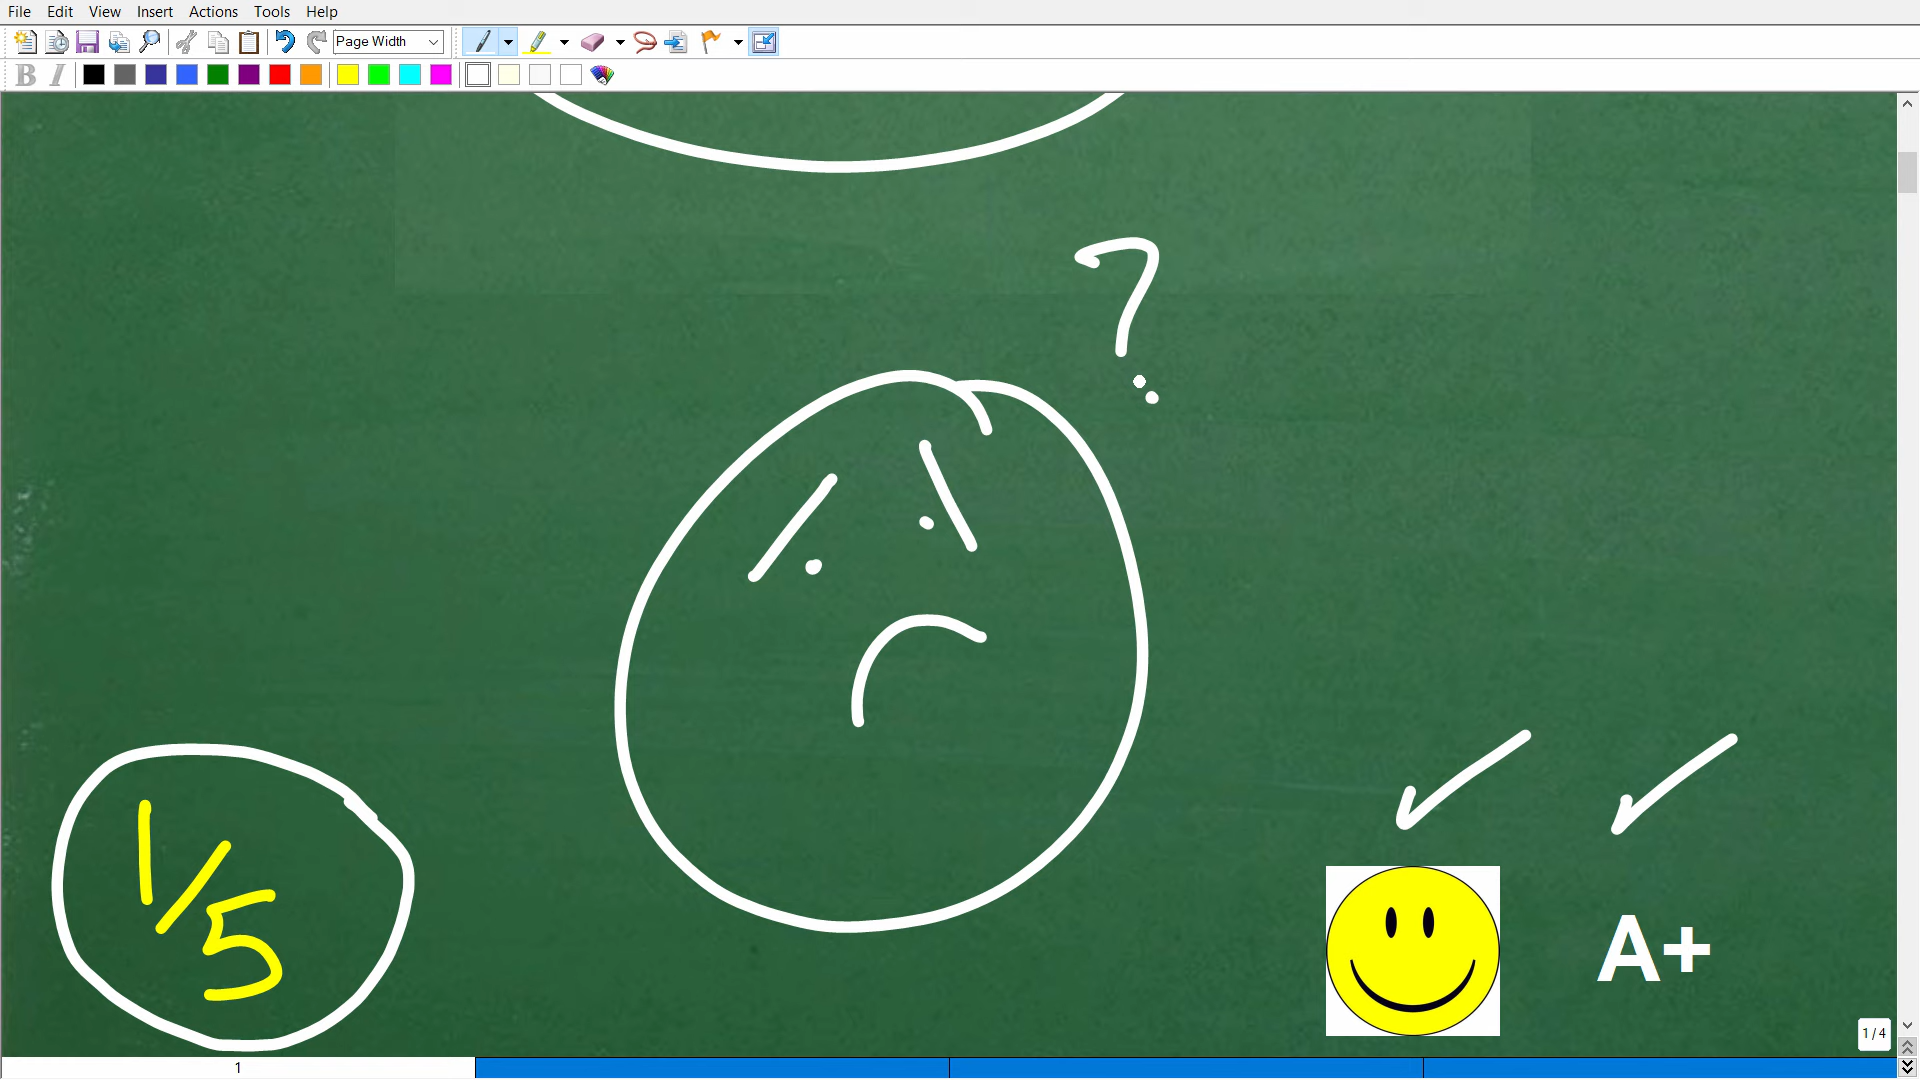 File Edit View Insert Actions Tools Help
Page Width
B I
?
1/5
A+
1 / 4
1